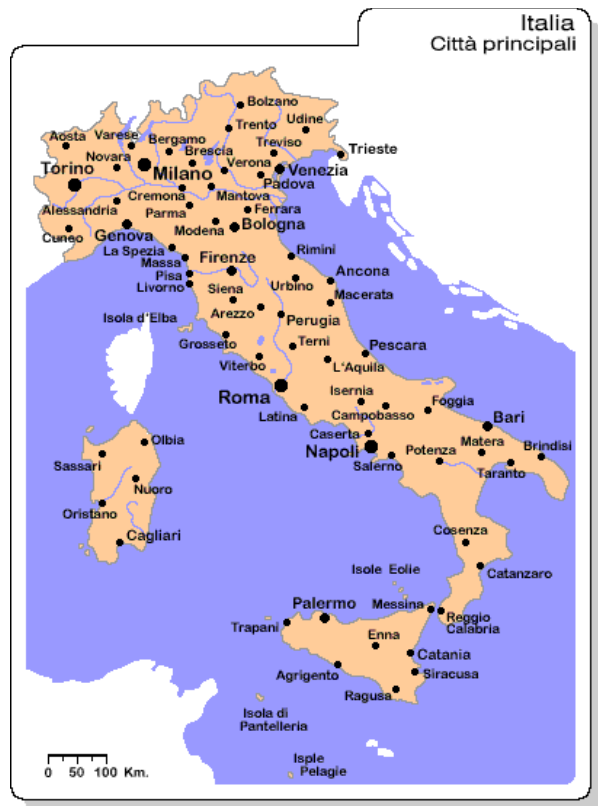 Italia
Città principali
Bolzano
Trento
Udine
Aosta
Varese
Bergamo
Brescia
Treviso
Trieste
Novara
Verona
Torino
Milano
Venezia
Padova
Cremona
Mantova
Alessandria
Parma
Ferrara
Cuneo
Genova
Modena
Bologna
La Spezia
Massa
Firenze
Rimini
Pisa
Livorno
Urbino
Ancona
Siena
Macerata
Isola d'Elba
Arezzo
Perugia
Grosseto
Terni
Pescara
Viterbo
L'Aquila
Roma
Isernia
Foggia
Latina
Campobasso
Bari
Caserta
Matera
Brindisi
Olbia
Napoli
Potenza
Sassari
Salerno
Taranto
Nuoro
Oristano
Cagliari
Cosenza
Isole Eolie
Catanzaro
Palermo
Messina
Reggio
Calabria
Trapani
Enna
Catania
Agrigento
Siracusa
Ragusa
Isola di
Pantelleria
Isple
Pelagie
0 50 100 Km.